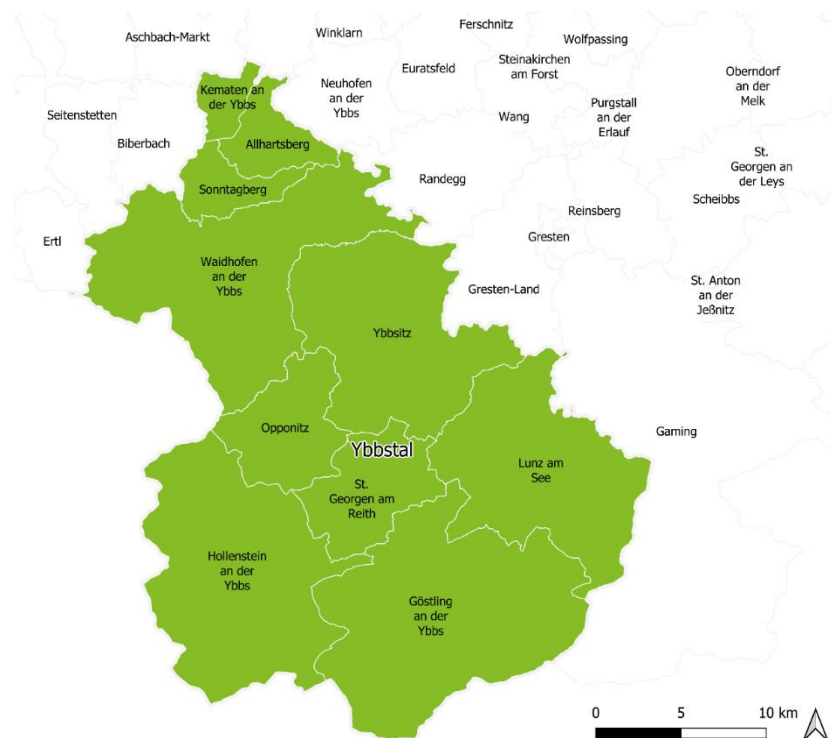 Ferschnitz
Winklarn
Aschbach-Markt
Wolfpassing
Steinakirchen
am Forst
Euratsfeld
Oberndorf
an der
Melk
Neuhofen
an der
Ybbs
Kematen an
der Ybbs
Purgstall
an der
Erlauf
Seitenstetten
Wang
Biberbach
Allhartsberg
St.
Georgen an
der Leys
Randegg
Sonntagberg
Scheibbs
Reinsberg
Ertl
Gresten
Waidhofen
an der
Ybbs
Gresten-Land
St. Anton
an der
Jeßnitz
Ybbsitz
Opponitz
Gaming
Ybbstal
Lunz am
See
St.
Georgen am
Reith
Hollenstein
an der
Ybbs
Göstling
an der
Ybbs
0 5 10 km